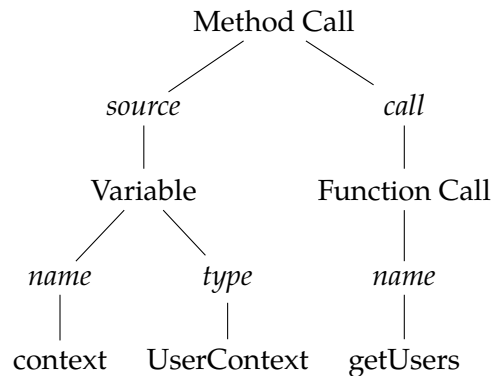 Method Call
source call
Variable Function Call
name type name
context UserContext getUsers